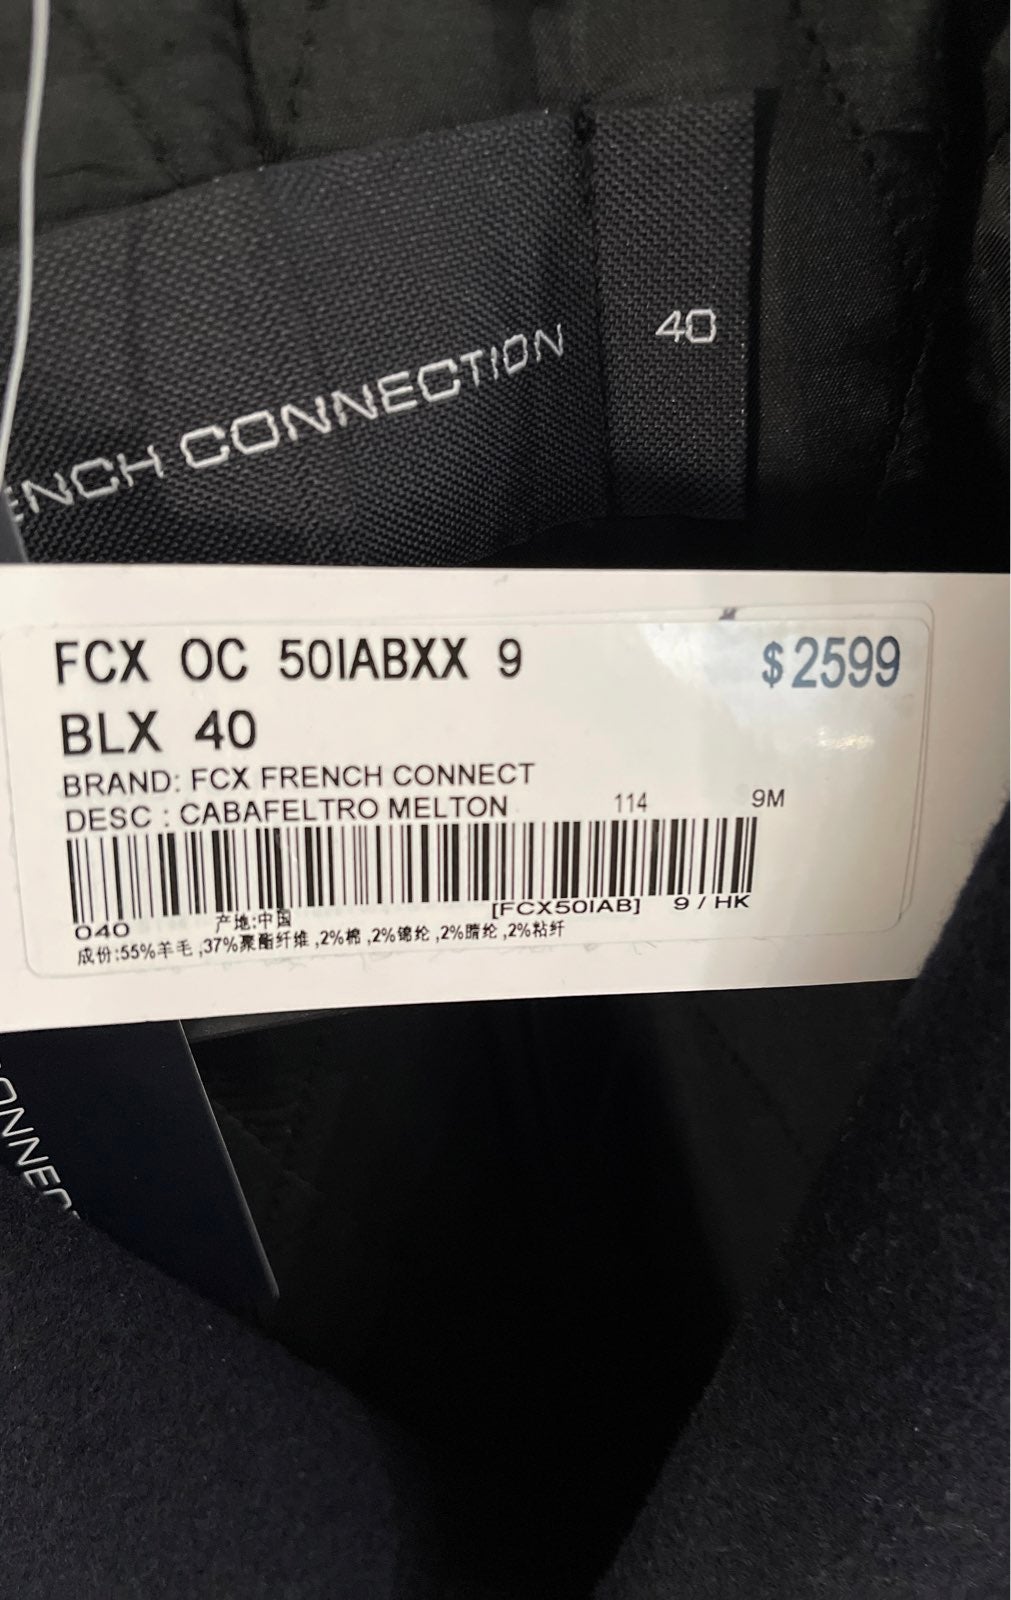 40
ENCH CONNECTION
FCX OC 50IABXX 9
$2599
BLX 40
BRAND: FCX FRENCH CONNECT
DESC : CABAFELTRO MELTON
114
9M
040
产地:中国
[FCX50IAB]
9 / HK
成份:55%羊毛 ,37%聚酯纤维 ,2%棉 ,2%锦纶 ,2%腈纶 ,2%粘纤
ONNEC